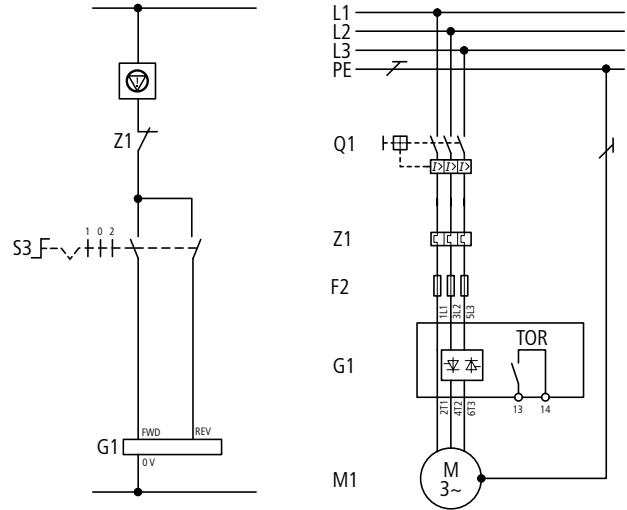 Z1
S3
1 0 2
FWD
REV
G1
0 V
L1
L2
L3
PE
Q1
I> I> I>
Z1
F2
1L1
3L2
5L3
TOR
G1
13
14
2T1
4T2
6T3
M1
M
3~